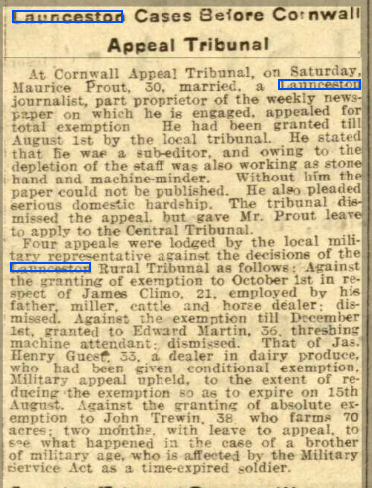 Launceston Cases Before Cornwall
Appeal Tribunal
At Cornwall Appeal Tribunal, on Saturday,
Maurice Prout, 30, married, a Launceston
journalist, part proprietor of the weekly news-
paper on which he is engaged, appealed for
total exemption He had been granted till
August 1st by the local tribunal. He stated
that he was a sub-editor, and owing to the
depletion of the staff was also working as stone
hand and machine-minder. Without him the
paper could not be published. He also pleaded
serious domestic hardship. The tribunal dis-
missed the appeal, but gave Mr. Prout leave
to apply to the Central Tribunal.
Four appeals were lodged by the local mili-
tary representative against the decisions of the
Launceston Rural Tribunal as follows: Against
the granting of exemption to October 1st in re-
spect of James Climo, 21, employed by his
father, miller, cattle and horse dealer; dis-
missed. Against the exemption till December
1st, granted to Edward Martin, 36, threshing
machine attendant; dismissed. That of Jas.
Henry Guest, 33, a dealer in dairy produce,
who had been given conditional exemption.
Military appeal upheld, to the extent of re-
ducing the exemption so as to expire on 15th
August. Against the granting of absolute ex-
emption to John Trewin, 38, who farms 70
acres; two months, with leave to appeal, to
see what happened in the case of a brother
of military age, who is affected by the Military
Service Act as a time-expired soldier.